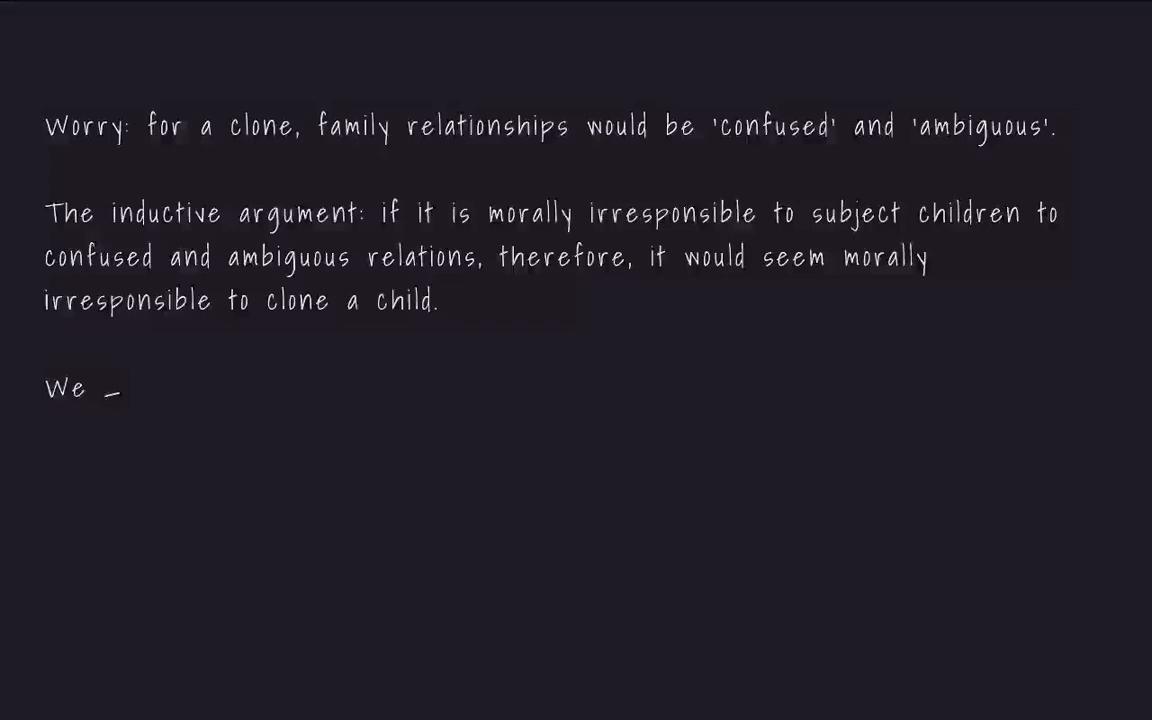 Worry: for a clone, family relationships would be 'confused' and 'ambiguous'.
The inductive argument: if it is morally irresponsible to subject children to
confused and ambiguous relations, therefore, it would seem morally
irresponsible to clone a child.
We _